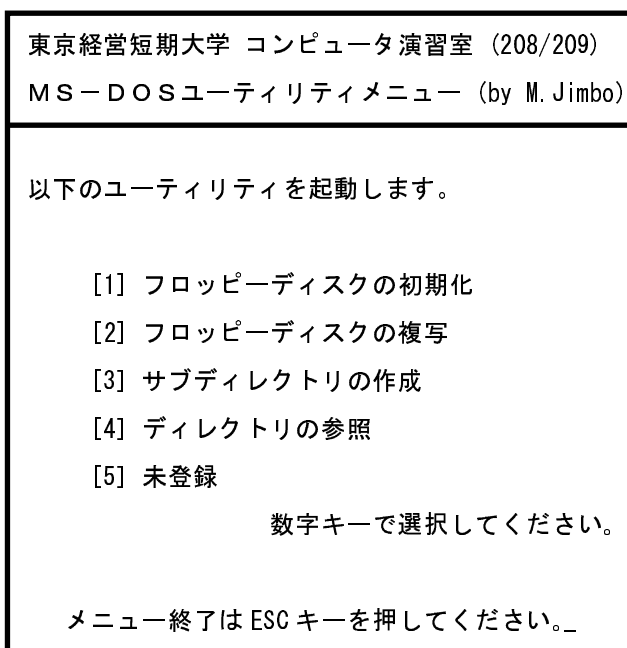 東京経営短期大学 コンピュータ演習室 (208/209)
ＭＳ－ＤＯＳユーティリティメニュー (by M.Jimbo)
以下のユーティリティを起動します。
[1] フロッピーディスクの初期化
[2] フロッピーディスクの複写
[3] サブディレクトリの作成
[4] ディレクトリの参照
[5] 未登録
数字キーで選択してください。
メニュー終了は ESC キーを押してください。_